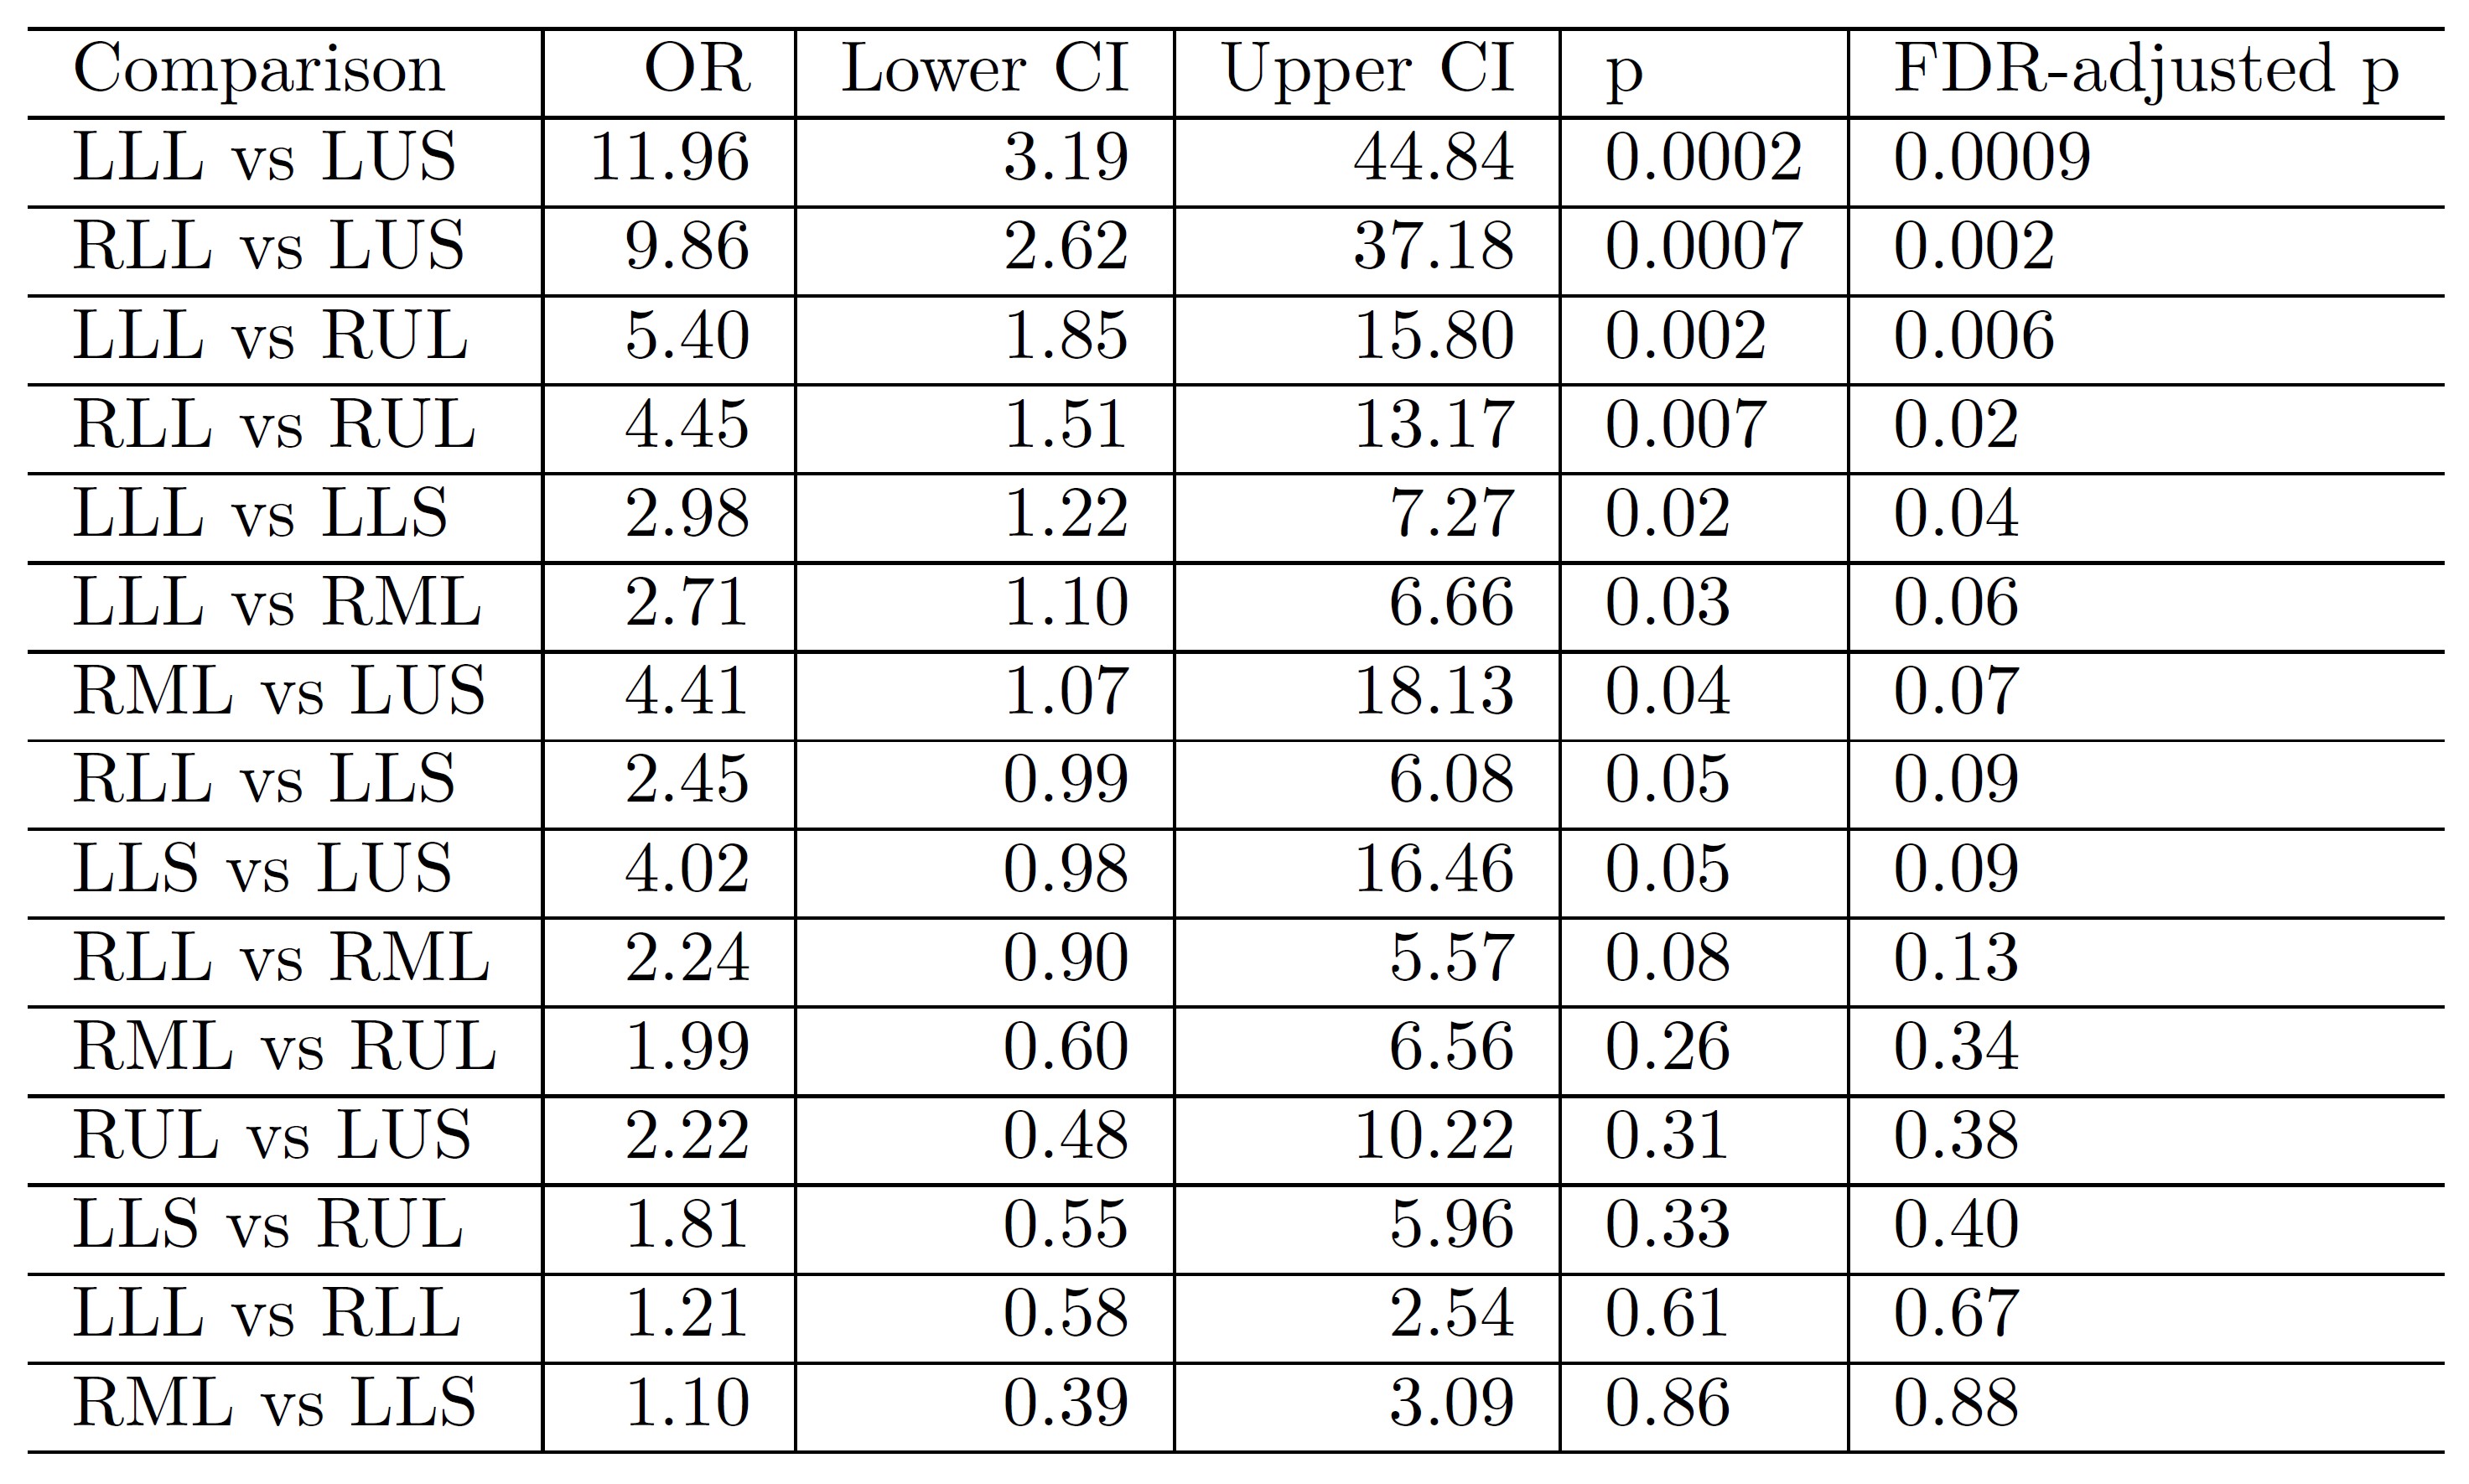 Comparison OR Lower CI Upper CI p FDR-adjusted p
LLL vs LUS 11.96 3.19 44.84 0.0002 0.0009
RLL vs LUS 9.86 2.62 37.18 0.0007 0.002
LLL vs RUL 5.40 1.85 15.80 0.002 0.006
RLL vs RUL 4.45 1.51 13.17 0.007 0.02
LLL vs LLS 2.98 1.22 7.27 0.02 0.04
LLL vs RML 2.71 1.10 6.66 0.03 0.06
RML vs LUS 4.41 1.07 18.13 0.04 0.07
RLL vs LLS 2.45 0.99 6.08 0.05 0.09
LLS vs LUS 4.02 0.98 16.46 0.05 0.09
RLL vs RML 2.24 0.90 5.57 0.08 0.13
RML vs RUL 1.99 0.60 6.56 0.26 0.34
RUL vs LUS 2.22 0.48 10.22 0.31 0.38
LLS vs RUL 1.81 0.55 5.96 0.33 0.40
LLL vs RLL 1.21 0.58 2.54 0.61 0.67
RML vs LLS 1.10 0.39 3.09 0.86 0.88